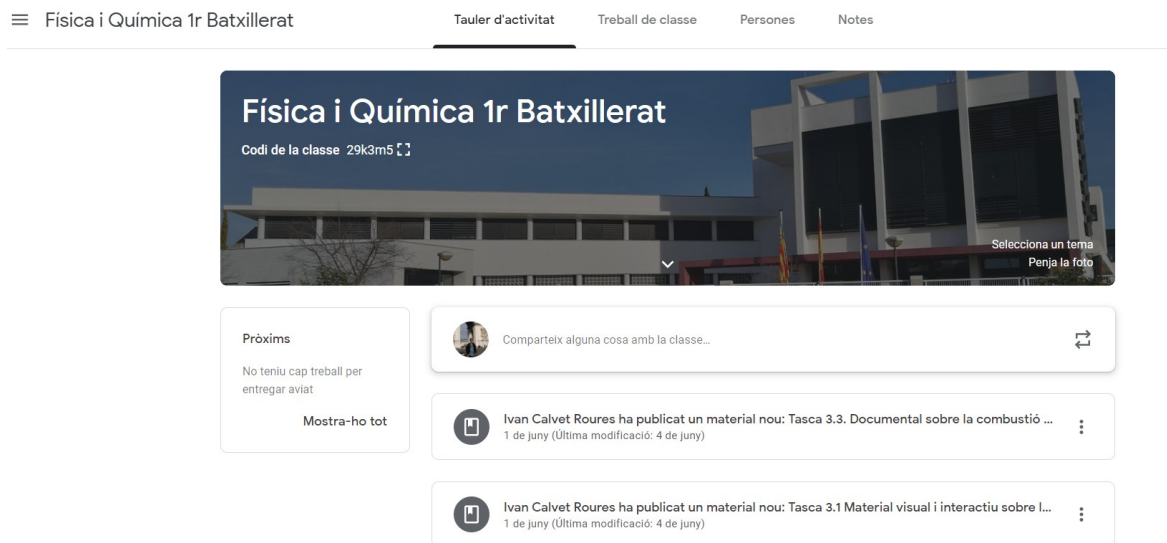 Física i Química 1r Batxillerat
Tauler d'activitat
Treball de classe
Persones
Notes
Física i Química 1r Batxillerat
Codi de la classe 29k3m5
Selecciona un tema
Penja la foto
Pròxims
No teniu cap treball per
entregar aviat
Mostra-ho tot
Comparteix alguna cosa amb la classe…
Ivan Calvet Roures ha publicat un material nou: Tasca 3.3. Documental sobre la combustió ...
1 de juny (Última modificació: 4 de juny)
Ivan Calvet Roures ha publicat un material nou: Tasca 3.1 Material visual i interactiu sobre l...
1 de juny (Última modificació: 4 de juny)